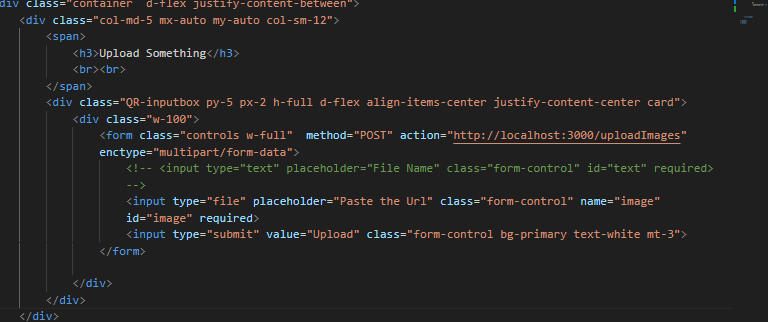 div class="container  d-flex justify-content-between">
<div class="col-md-5 mx-auto my-auto col-sm-12">
<span>
<h3>Upload Something</h3>
<br><br>
</span>
<div class="QR-inputbox py-5 px-2 h-full d-flex align-items-center justify-content-center card">
<div class="w-100">
<form class="controls w-full"  method="POST" action="http://localhost:3000/uploadImages"
enctype="multipart/form-data">
<!-- <input type="text" placeholder="File Name" class="form-control" id="text" required>
-->
<input type="file" placeholder="Paste the Url" class="form-control" name="image"
id="image" required>
<input type="submit" value="Upload" class="form-control bg-primary text-white mt-3">
</form>
</div>
</div>
</div>